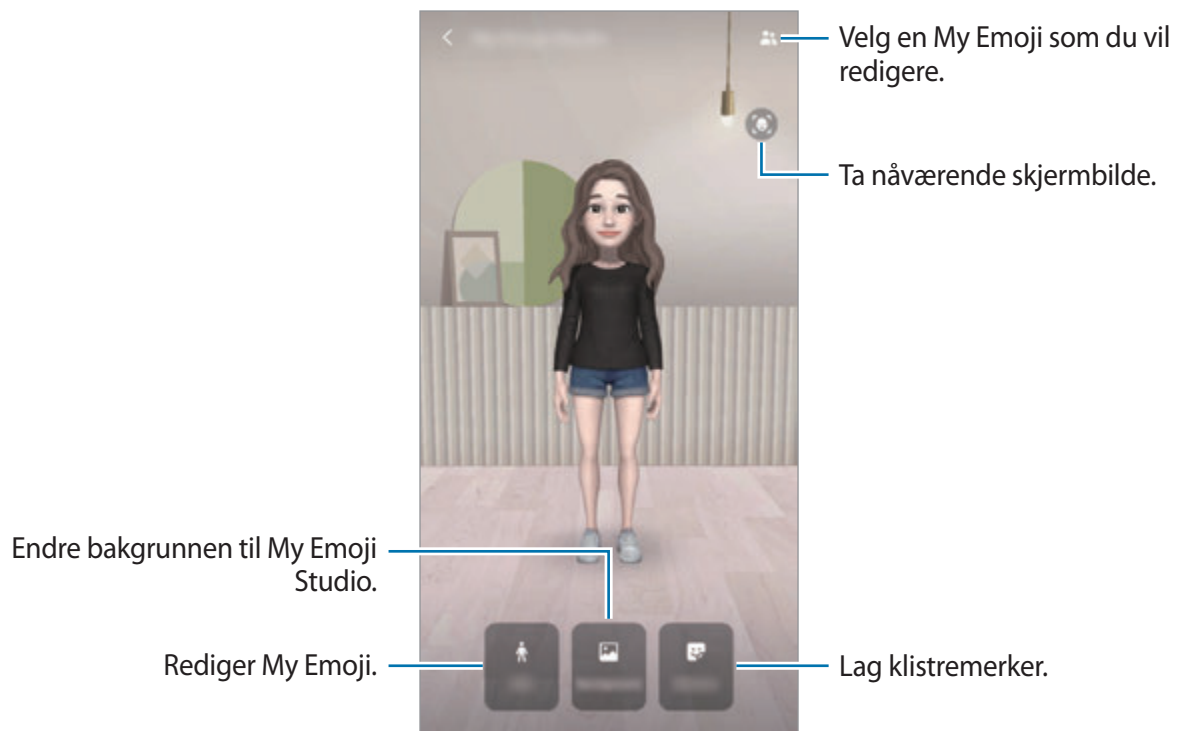 Velg en My Emoji som du vil
redigere.
Ta nåværende skjermbilde.
Endre bakgrunnen til My Emoji
Studio.
Rediger My Emoji.
Lag klistremerker.